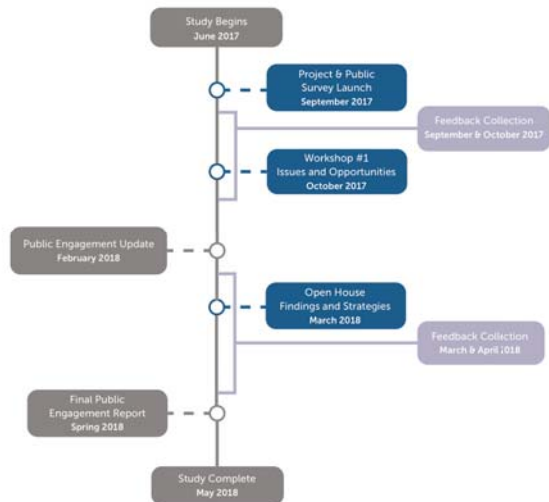 Study Begins
June 2017
Project & Public
Survey Launch
September 2017
Feedback Collection
September & October 2017
Workshop #1
Issues and Opportunities
October 2017
Public Engagement Update
February 2018
Open House
Findings and Strategies
March 2018
Feedback Collection
March & April 2018
Final Public
Engagement Report
Spring 2018
Study Complete
May 2018